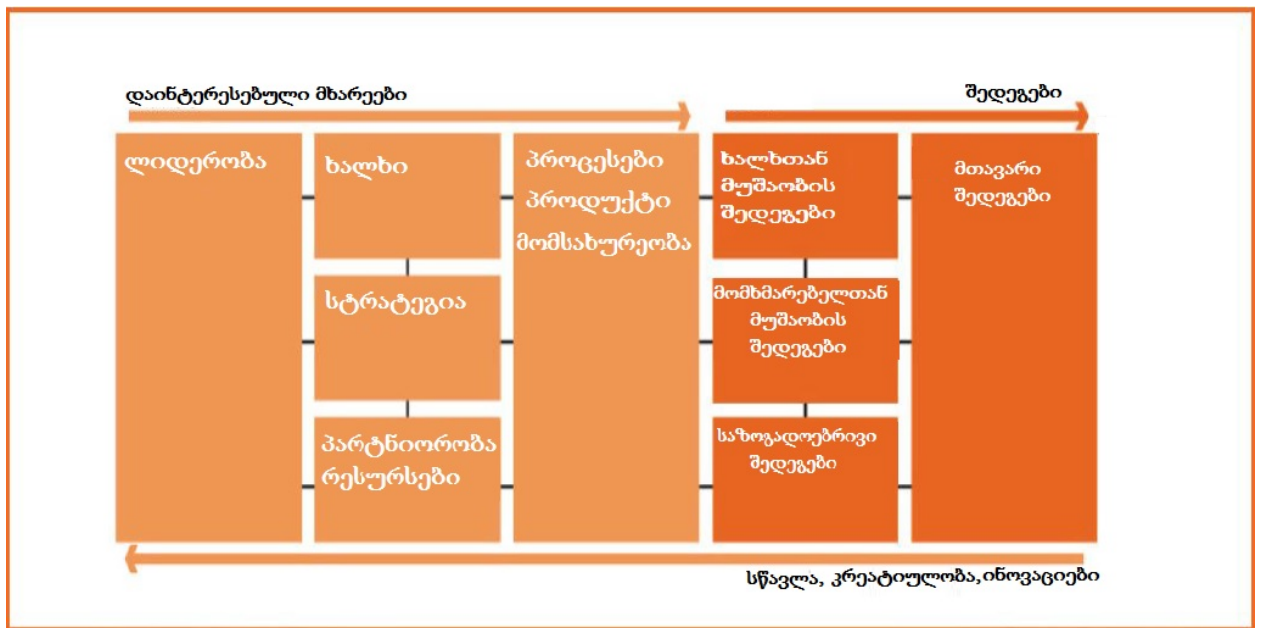 დაინტერესებული მხარეები
შედეგები
ლიდერობა
ხალხი
სტრატეგია
პარტნიორობა
რესურსები
პროცესები
პროდუქტი
მომსახურეობა
ხალხთან
მუშაობის
შედეგები
მომხმარებელთან
მუშაობის
შედეგები
საზოგადოებრივი
შედეგები
მთავარი
შედეგები
სწავლა, კრეატიულობა,ინოვაციები